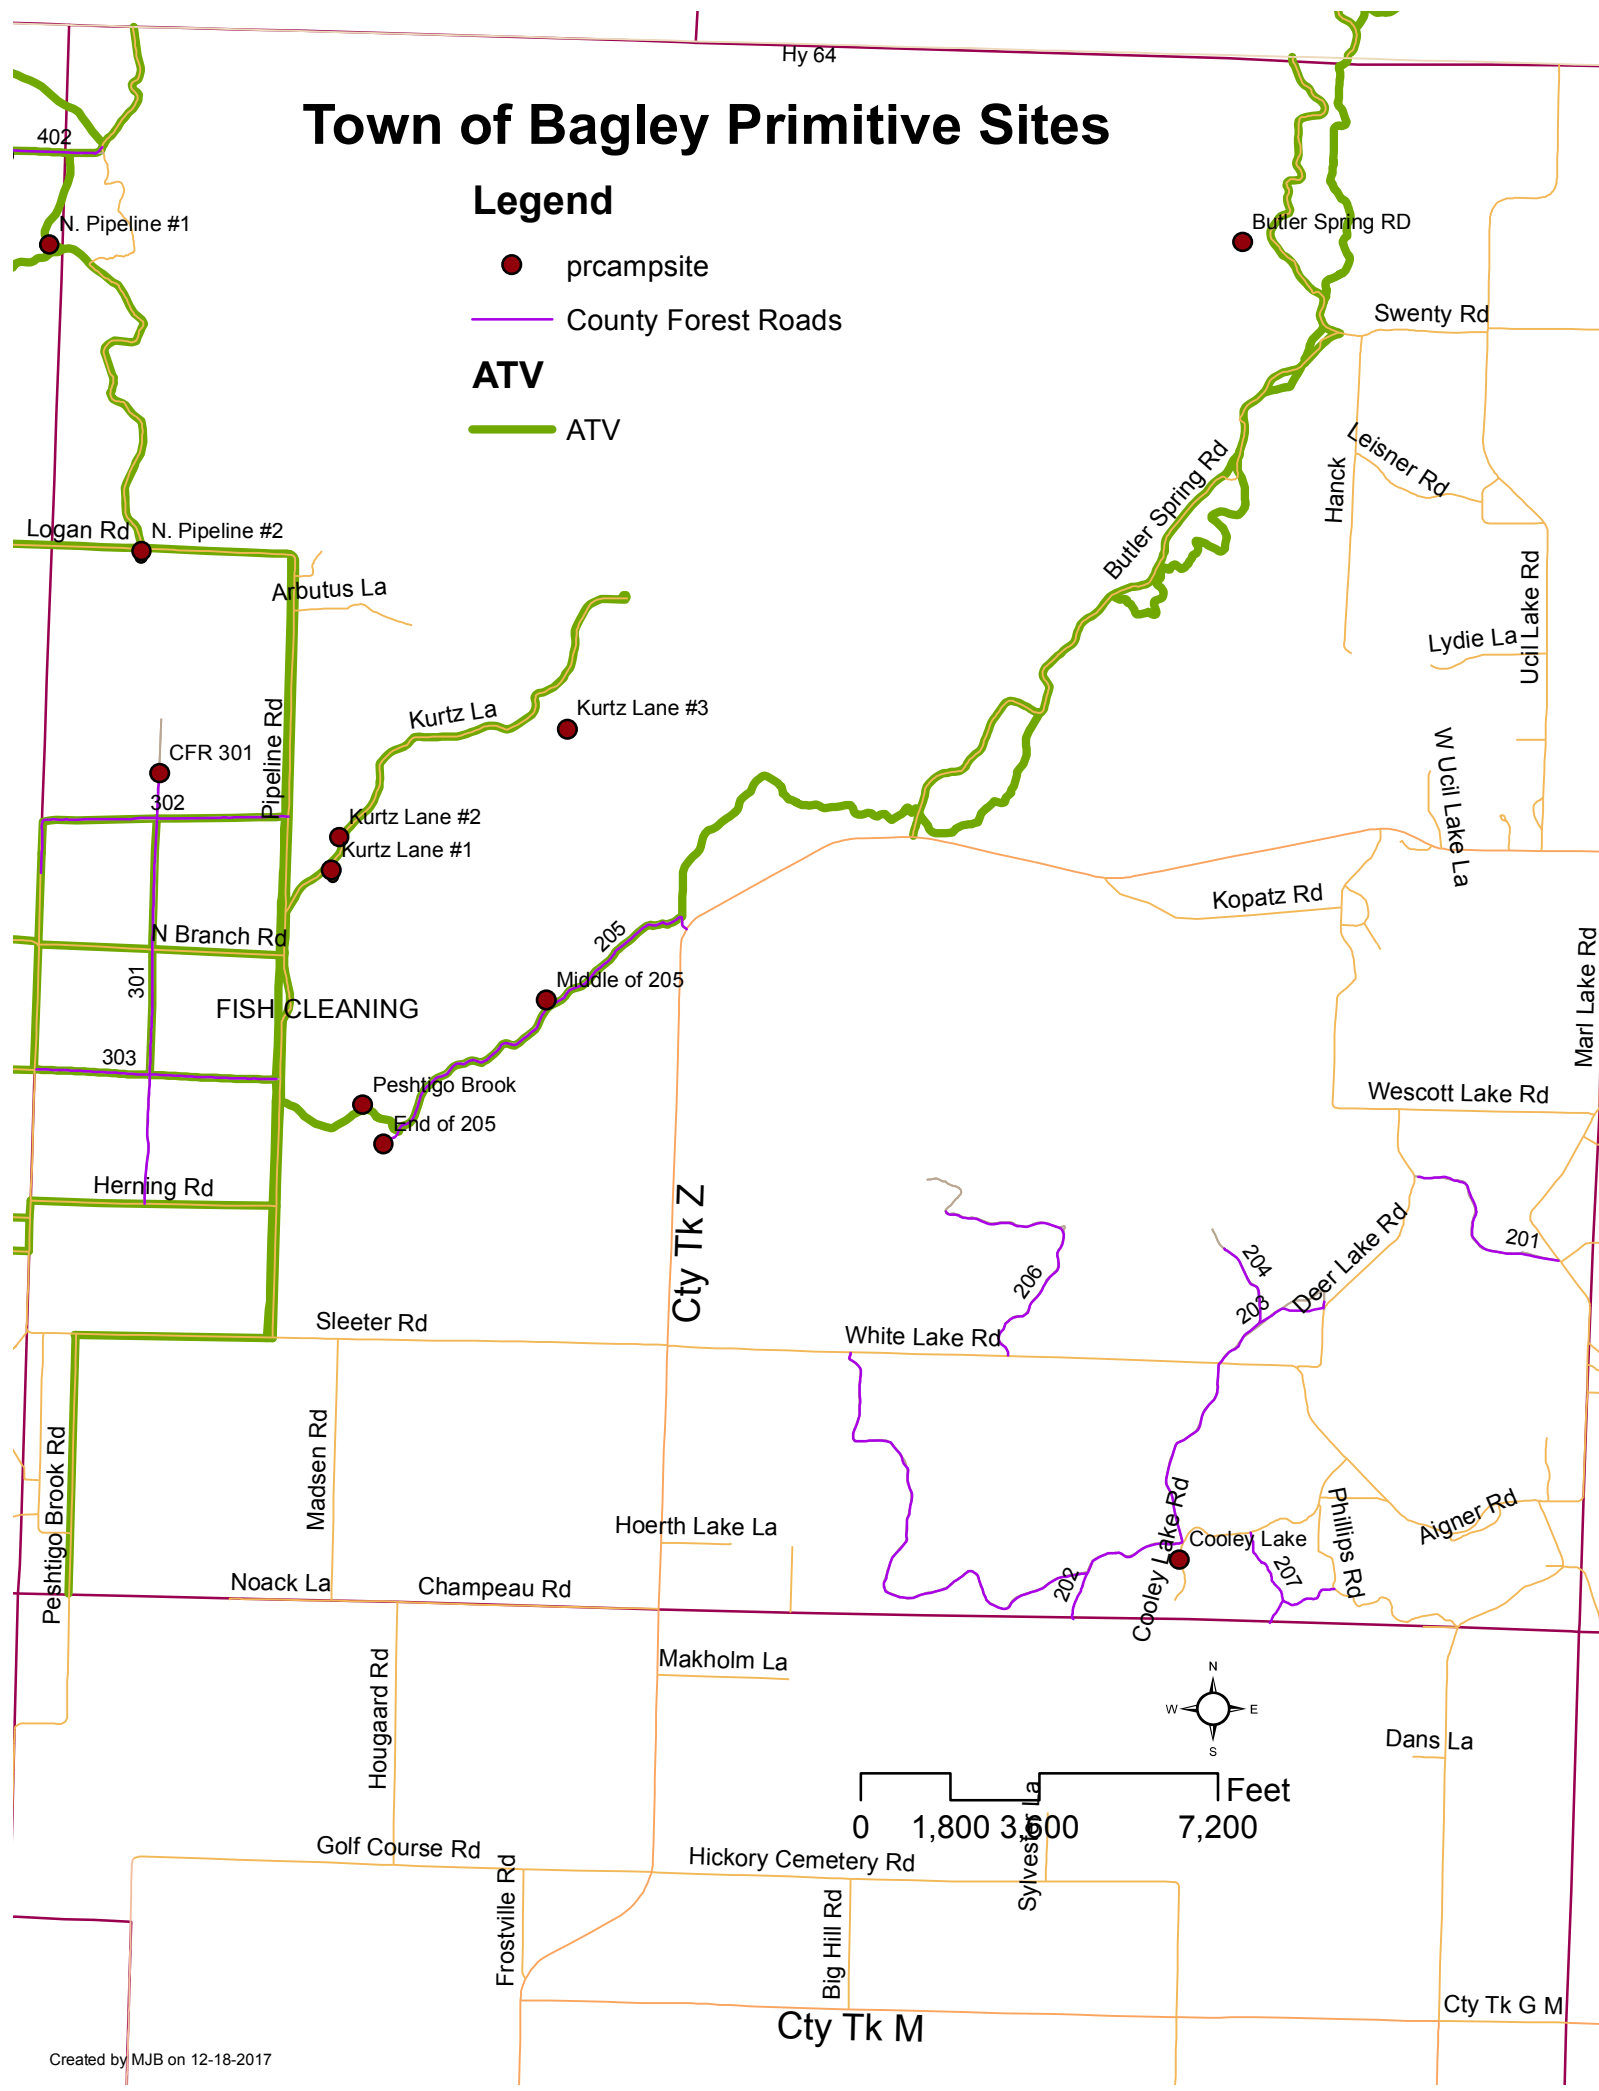 Hy 64
Town of Bagley Primitive Sites
402
Legend
N. Pipeline #1
Butler Spring RD
prcampsite
County Forest Roads
Swenty Rd
ATV
ATV
Leisner Rd
Hanck
Butler Spring Rd
Logan Rd
N. Pipeline #2
Arbutus La
Ucil Lake Rd
Lydie La
Kurtz La
Kurtz Lane #3
Pipeline Rd
CFR 301
302
W Ucil Lake La
Kurtz Lane #2
Kurtz Lane #1
Kopatz Rd
N Branch Rd
205
301
Middle of 205
FISH CLEANING
Marl Lake Rd
303
Peshtigo Brook
End of 205
Wescott Lake Rd
Herning Rd
Cty Tk Z
201
206
204
203
Deer Lake Rd
Sleeter Rd
White Lake Rd
Peshtigo Brook Rd
Madsen Rd
Hoerth Lake La
Cooley Lake Rd
Cooley Lake
Phillips Rd
Aigner Rd
202
207
Noack La
Champeau Rd
Makholm La
Hougaard Rd
N
W
E
S
Dans La
Feet
0
1,800
3,600
7,200
Sylvester La
Golf Course Rd
Hickory Cemetery Rd
Frostville Rd
Big Hill Rd
Cty Tk G M
Cty Tk M
Created by MJB on 12-18-2017